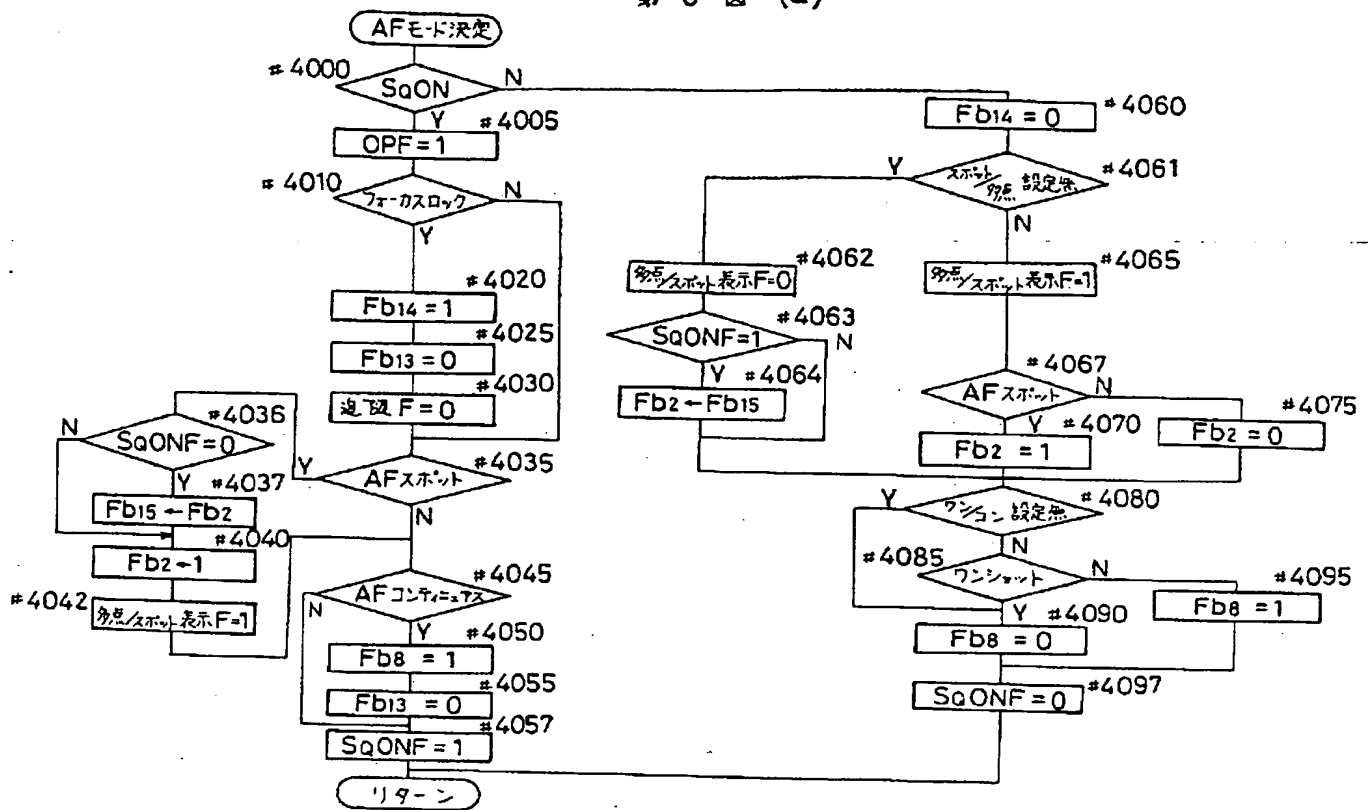 第 6 図 (a)
AFモード決定
#4000
SQON
N
Y
#4005
OPF=1
#4010
フォーカスロック
N
Y
#4020
Fb14=1
#4025
Fb13=0
#4030
F=0
#4035
AFスポット
Y
N
#4036
SQONF=0
N
Y
#4037
Fb15←Fb2
#4040
Fb2←1
#4042
多点/スポット表示F=1
#4045
AFコンティニュアス
N
Y
#4050
Fb8 = 1
#4055
Fb13 = 0
#4057
SQONF=1
リターン
#4060
Fb14 = 0
#4061
スポット/多点 設定無
Y
N
#4062
多点/スポット表示F=0
#4063
SQONF=1
N
Y
#4064
Fb2←Fb15
#4065
多点/スポット表示F=1
#4067
AFスポット
N
Y
#4070
Fb2 = 1
#4075
Fb2 = 0
#4080
ワン/コン 設定無
Y
N
#4085
ワンショット
N
Y
#4090
Fb8 = 0
#4095
Fb8 = 1
#4097
SQONF=0